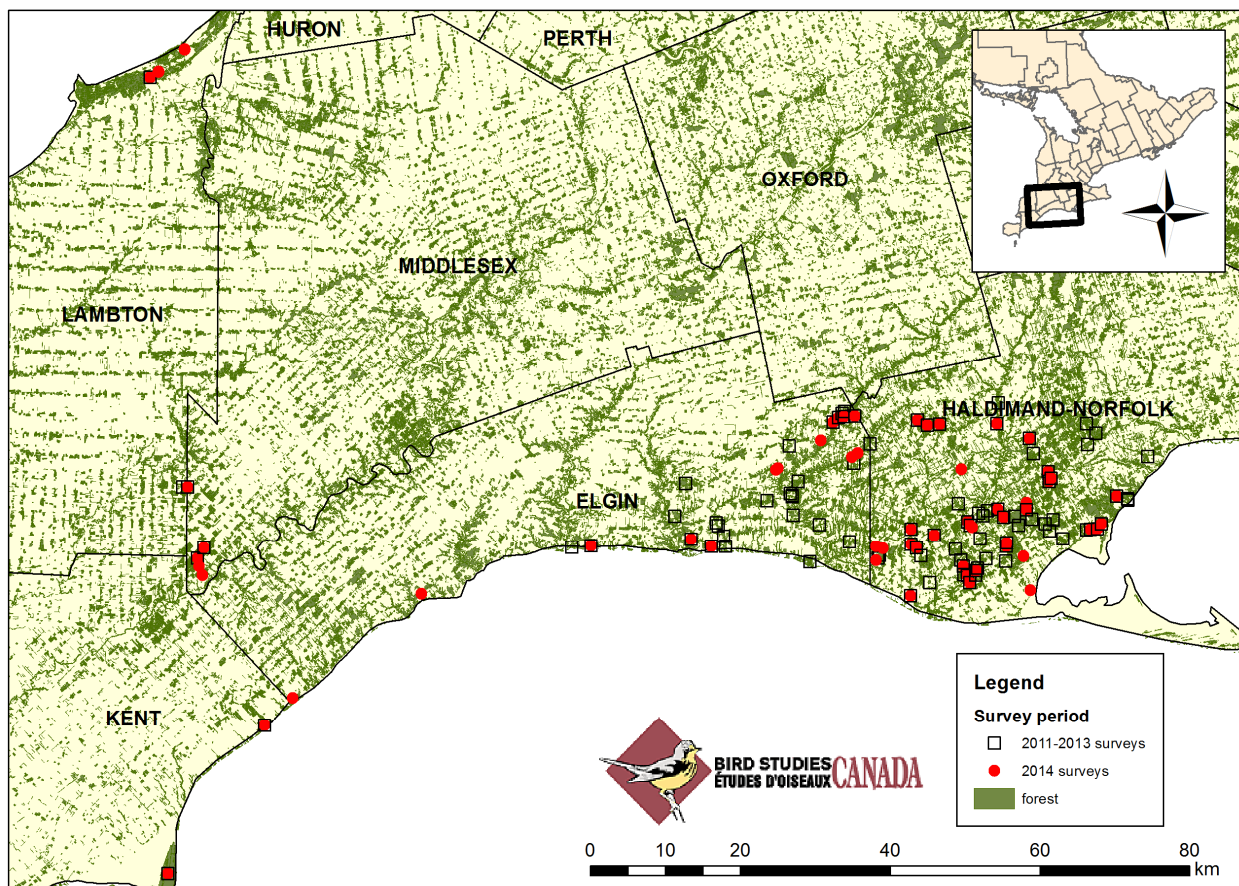 HURON
PERTH
OXFORD
MIDDLESEX
LAMBTON
HALDIMAND-NORFOLK
ELGIN
KENT
Legend
Survey period
2011-2013 surveys
2014 surveys
forest
BIRD STUDIES
ÉTUDES D'OISEAUX CANADA
0 10 20 40 60 80
km